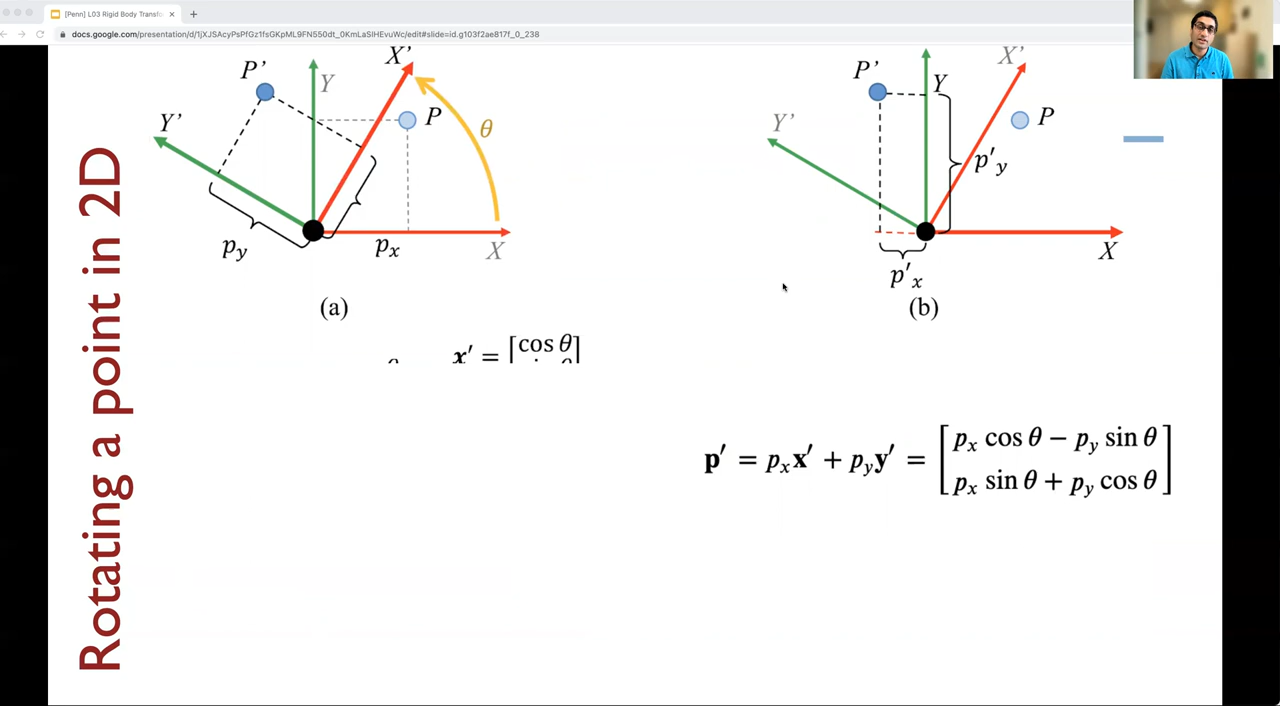 [Penn] L03 Rigid Body Transfo
docs.google.com/presentation/d/1jXJSAcyPsPfGz1fsGKpML9FN550dt_0KmLaSIHEvuWc/edit#slide=id.g103f2ae817f_0_238
Rotating a point in 2D
P'
Y
X'
Y'
P
θ
p_y
p_x
X
(a)
P'
Y
X'
Y'
P
p'_y
X
p'_x
(b)
x' = [cos θ]
p' = p_x x' + p_y y' = [p_x cos θ − p_y sin θ
p_x sin θ + p_y cos θ]